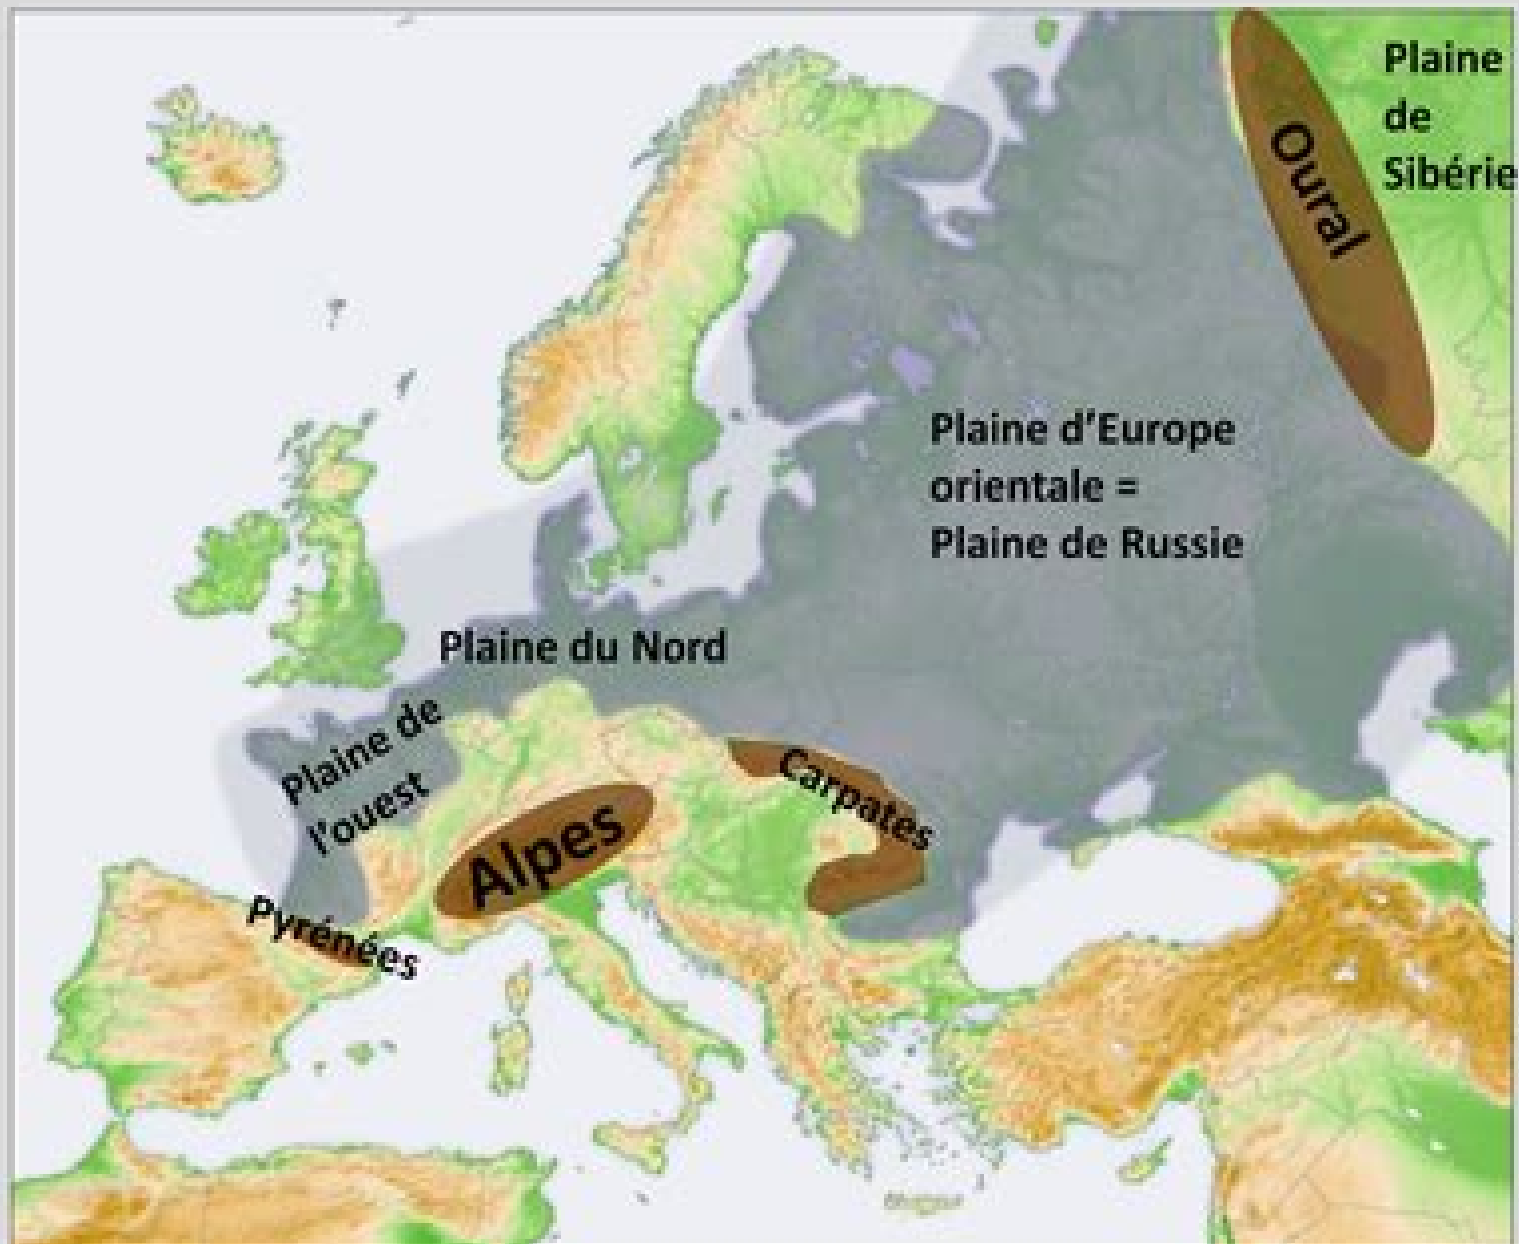 Plaine
de
Sibérie
Oural
Plaine d'Europe
orientale =
Plaine de Russie
Plaine du Nord
Plaine de
l'ouest
Carpates
Alpes
Pyrénées